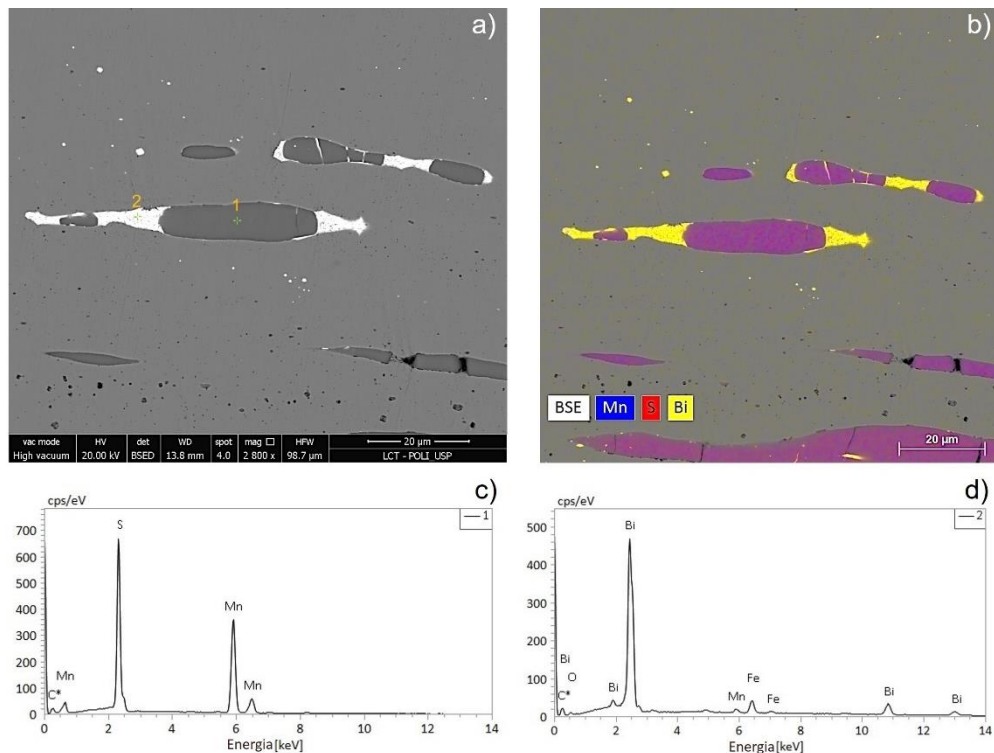 a)
2
1
vac mode HV det WD spot mag □ HFW 20 µm
High vacuum 20.00 kV BSED 13.8 mm 4.0 2 800 x 98.7 µm LCT - POLI_USP
b)
BSE Mn S Bi
20 µm
c)
cps/eV
1
700
600
500
400
300
200
100
0
S
Mn
Mn
Mn
C*
0 2 4 6 8 10 12 14
Energia[keV]
d)
cps/eV
2
500
400
300
200
100
0
Bi
Bi
O
C*
Bi
Mn
Fe
Fe
Bi
Bi
0 2 4 6 8 10 12 14
Energia[keV]